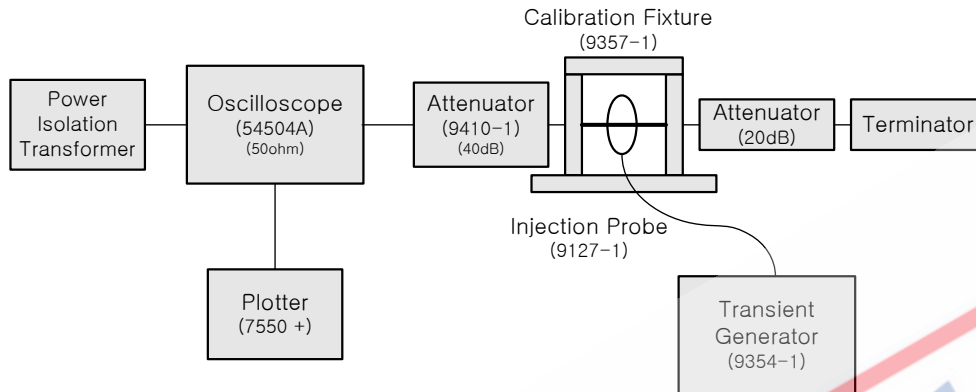 Calibration Fixture
(9357-1)
Power
Isolation
Transformer
Oscilloscope
(54504A)
(50ohm)
Attenuator
(9410-1)
(40dB)
Attenuator
(20dB)
Terminator
Injection Probe
(9127-1)
Plotter
(7550 +)
Transient
Generator
(9354-1)